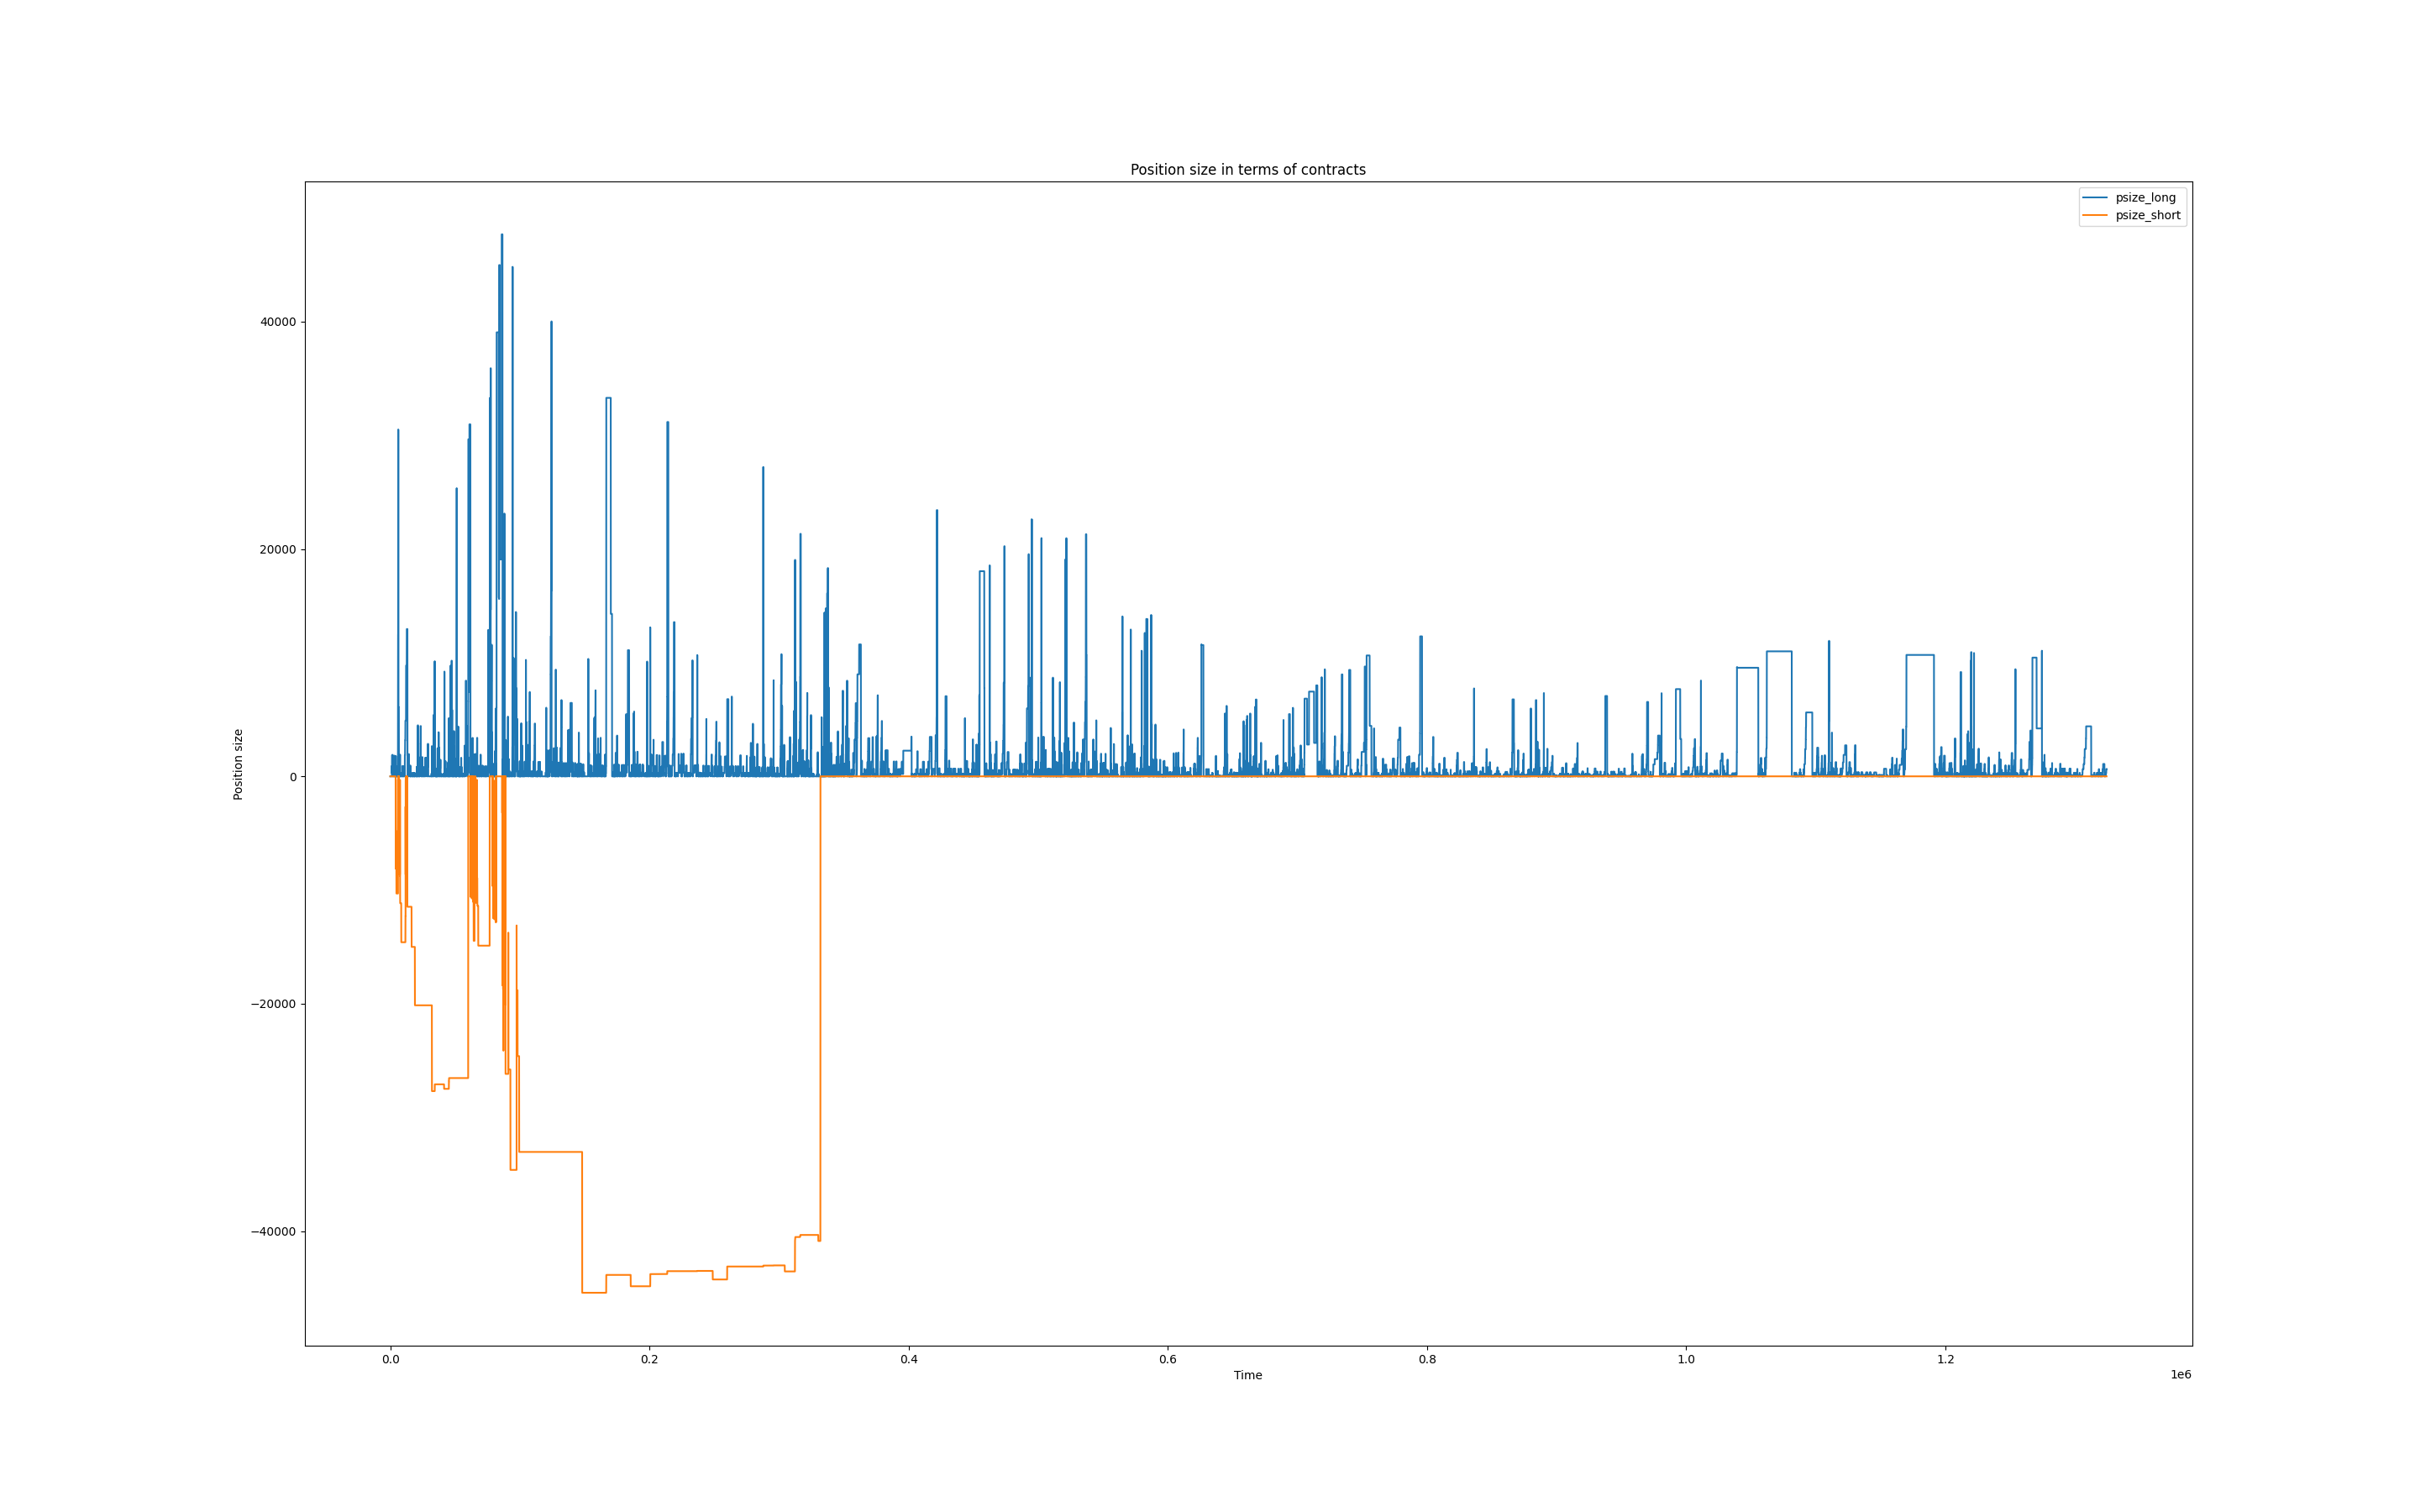 Position size in terms of contracts
psize_long
psize_short
40000
20000
0
−20000
−40000
Position size
0.0
0.2
0.4
0.6
0.8
1.0
1.2
Time
1e6